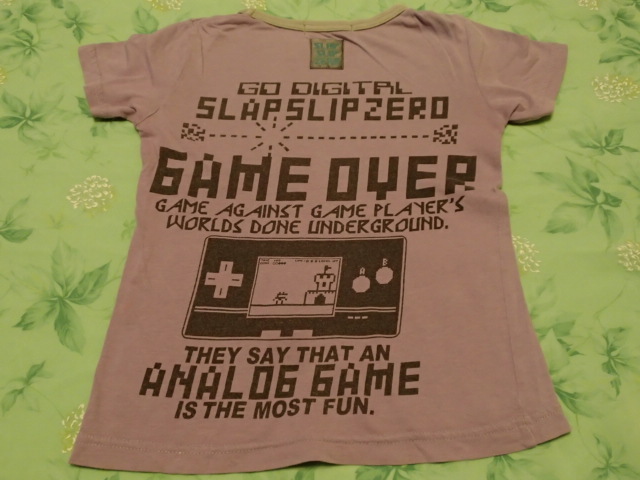 GO DIGITAL
SLAPSLIPZERO
GAME OVER
GAME AGAINST GAME PLAYER'S
WORLDS DONE UNDERGROUND.
A B
THEY SAY THAT AN
ANALOG GAME
IS THE MOST FUN.